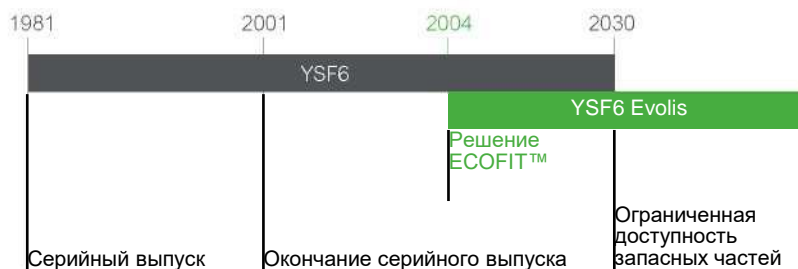 1981 2001 2004 2030
YSF6
YSF6 Evolis
Решение
ECOFIT™
Ограниченная
доступность
запасных частей
Серийный выпуск
Окончание серийного выпуска